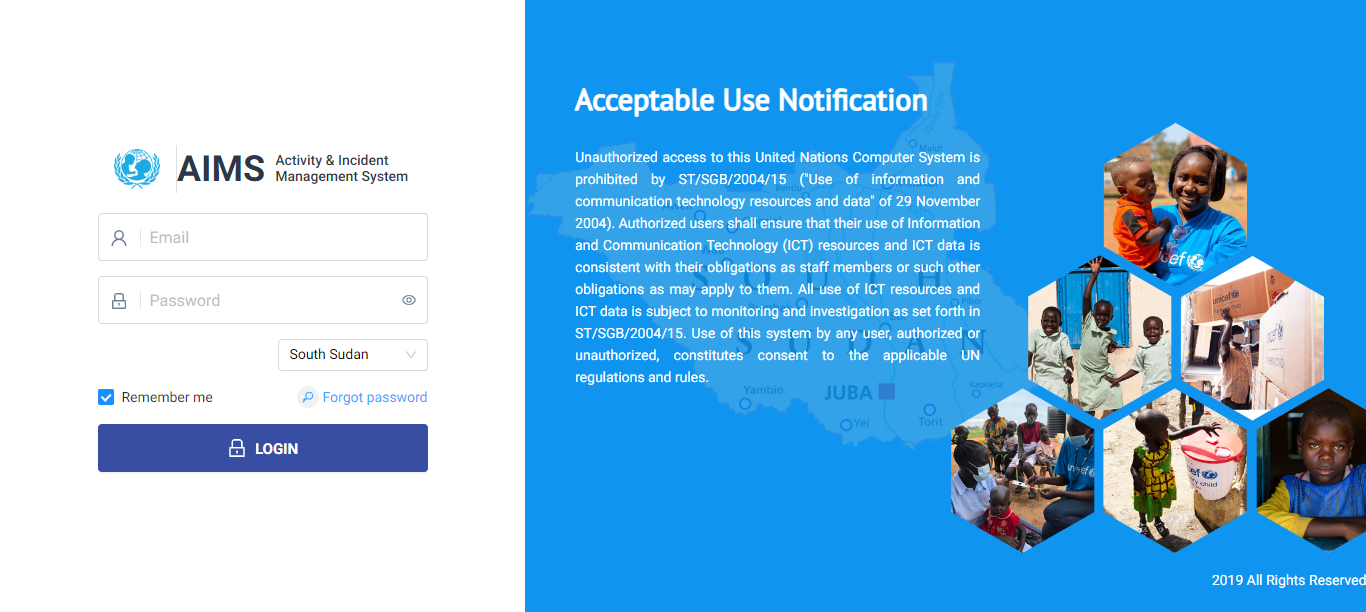 AIMS
Activity & Incident
Management System
Email
Password
South Sudan
Remember me
Forgot password
LOGIN
Acceptable Use Notification
Unauthorized access to this United Nations Computer System is
prohibited by ST/SGB/2004/15 ("Use of information and
communication technology resources and data" of 29 November
2004). Authorized users shall ensure that their use of Information
and Communication Technology (ICT) resources and ICT data is
consistent with their obligations as staff members or such other
obligations as may apply to them. All use of ICT resources and
ICT data is subject to monitoring and investigation as set forth in
ST/SGB/2004/15. Use of this system by any user, authorized or
unauthorized, constitutes consent to the applicable UN
regulations and rules.
Malut
SOUTH
SUDAN
Yambio
JUBA
Kapoeta
Yei
Torit
unicef
unicef
2019 All Rights Reserved